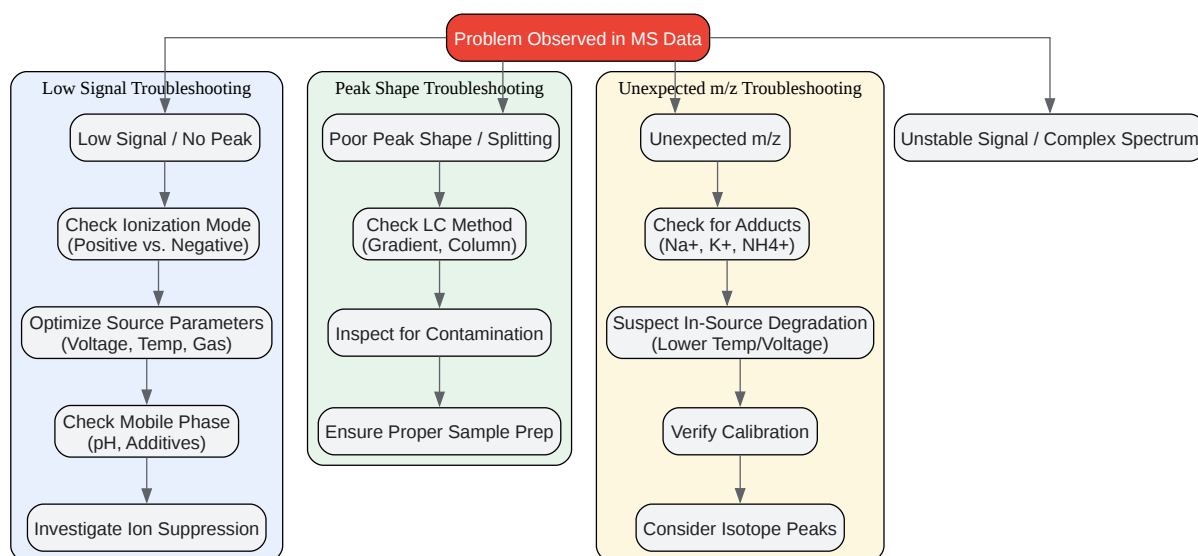 Problem Observed in MS Data
Low Signal Troubleshooting
Low Signal / No Peak
Check Ionization Mode
(Positive vs. Negative)
Optimize Source Parameters
(Voltage, Temp, Gas)
Check Mobile Phase
(pH, Additives)
Investigate Ion Suppression
Peak Shape Troubleshooting
Poor Peak Shape / Splitting
Check LC Method
(Gradient, Column)
Inspect for Contamination
Ensure Proper Sample Prep
Unexpected m/z Troubleshooting
Unexpected m/z
Check for Adducts
(Na+, K+, NH4+)
Suspect In-Source Degradation
(Lower Temp/Voltage)
Verify Calibration
Consider Isotope Peaks
Unstable Signal / Complex Spectrum